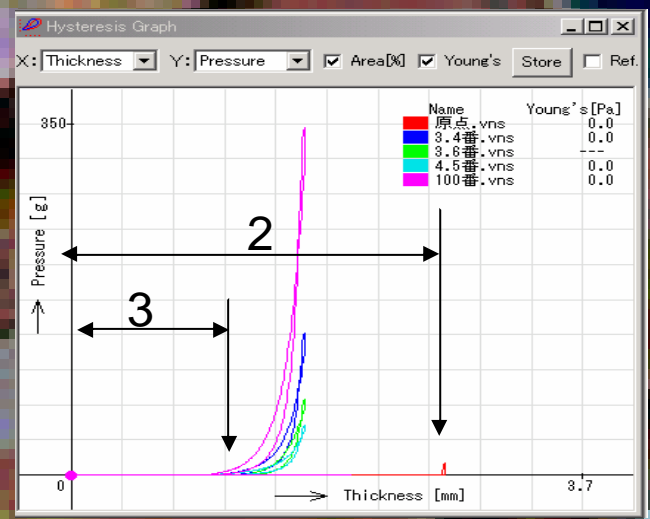 Hysteresis Graph
X: Thickness Y: Pressure Area[%] Young's Store Ref.
Name Young's[Pa]
350
原点.vns 0.0
3.4番.vns 0.0
3.6番.vns ---
4.5番.vns 0.0
100番.vns 0.0
2
Pressure [g]
3
0 Thickness [mm] 3.7